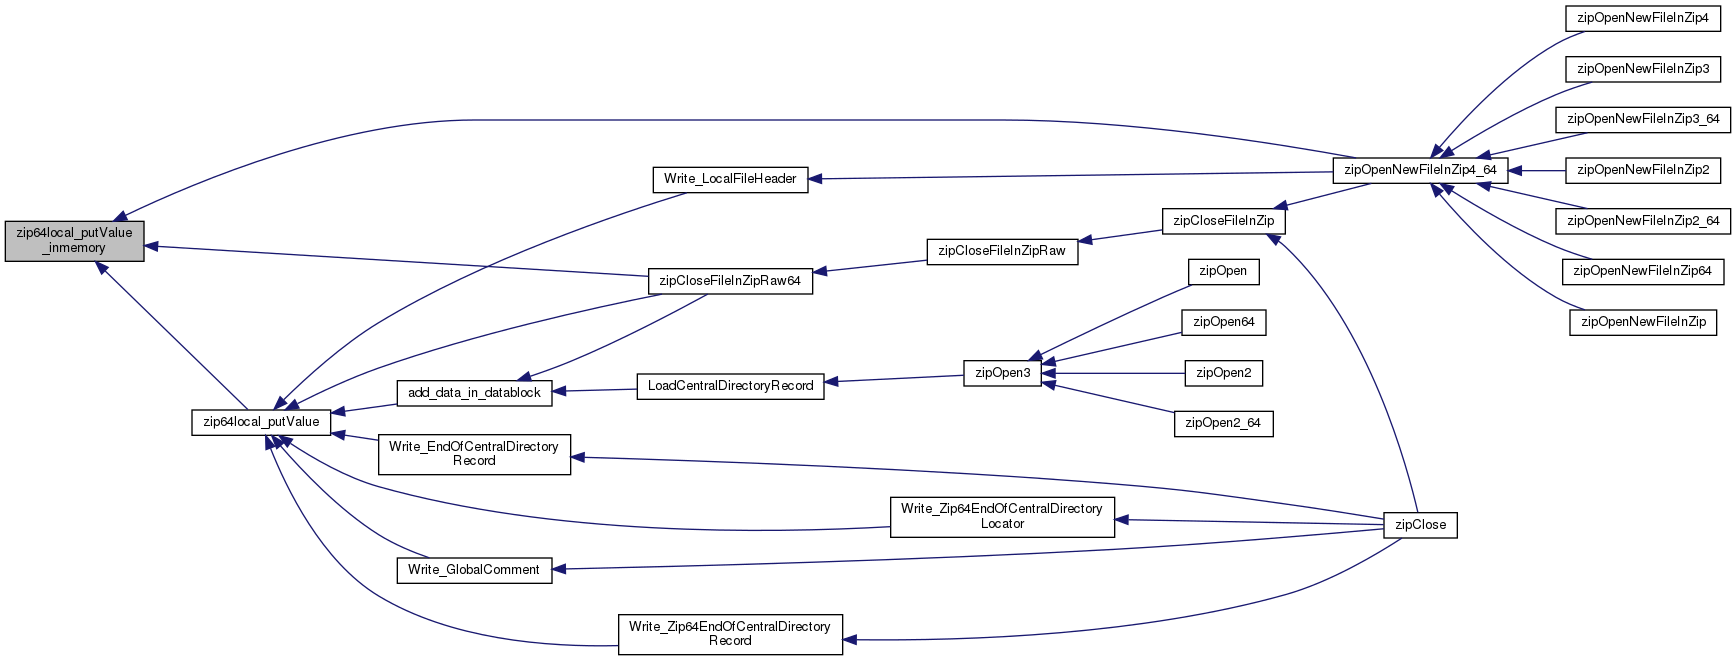 zipOpenNewFileInZip4
zipOpenNewFileInZip3
zipOpenNewFileInZip3_64
zipOpenNewFileInZip4_64
zipOpenNewFileInZip2
Write_LocalFileHeader
zipCloseFileInZip
zipOpenNewFileInZip2_64
zip64local_putValue
_inmemory
zipCloseFileInZipRaw
zipOpen
zipOpenNewFileInZip64
zipCloseFileInZipRaw64
zipOpen64
zipOpenNewFileInZip
zipOpen3
zipOpen2
LoadCentralDirectoryRecord
add_data_in_datablock
zip64local_putValue
zipOpen2_64
Write_EndOfCentralDirectory
Record
Write_Zip64EndOfCentralDirectory
Locator
zipClose
Write_GlobalComment
Write_Zip64EndOfCentralDirectory
Record